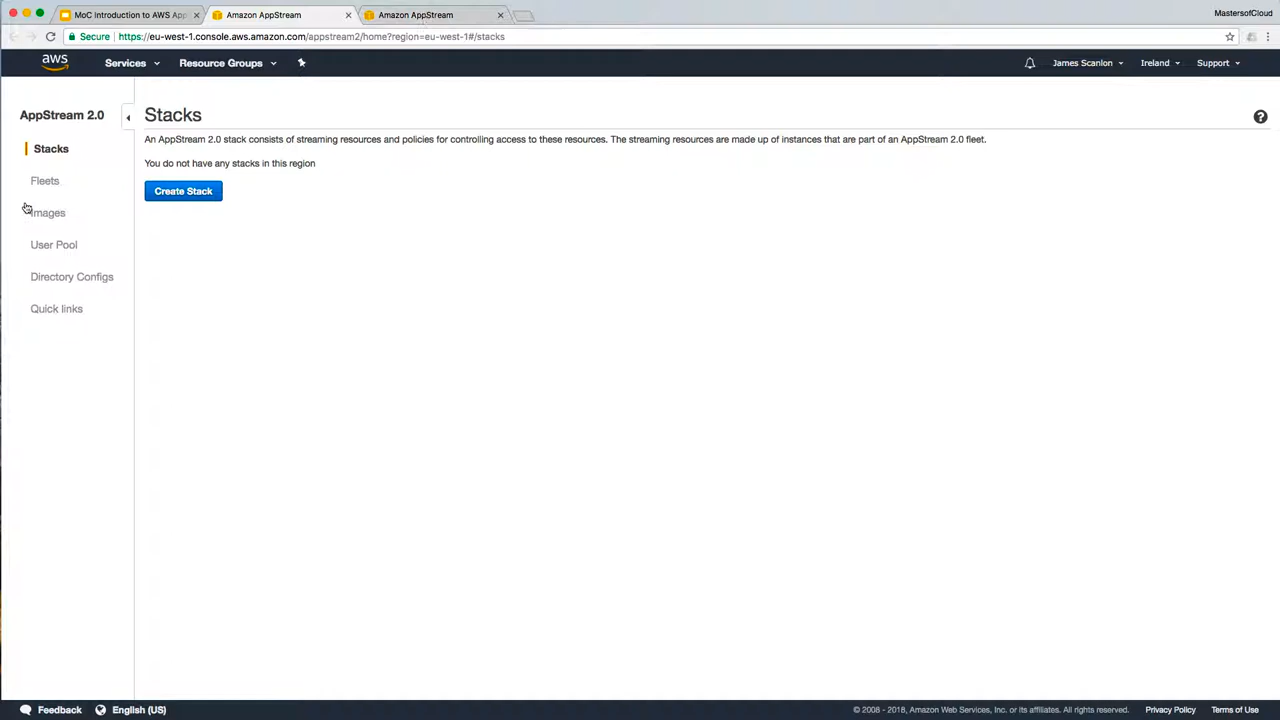 MoC Introduction to AWS App
Amazon AppStream
Amazon AppStream
MastersofCloud
Secure
https://eu-west-1.console.aws.amazon.com/appstream2/home?region=eu-west-1#/stacks
aws
Services
Resource Groups
James Scanlon
Ireland
Support
AppStream 2.0
Stacks
Fleets
Images
User Pool
Directory Configs
Quick links
Stacks
An AppStream 2.0 stack consists of streaming resources and policies for controlling access to these resources. The streaming resources are made up of instances that are part of an AppStream 2.0 fleet.
You do not have any stacks in this region
Create Stack
Feedback
English (US)
© 2008 - 2018, Amazon Web Services, Inc. or its affiliates. All rights reserved.
Privacy Policy
Terms of Use